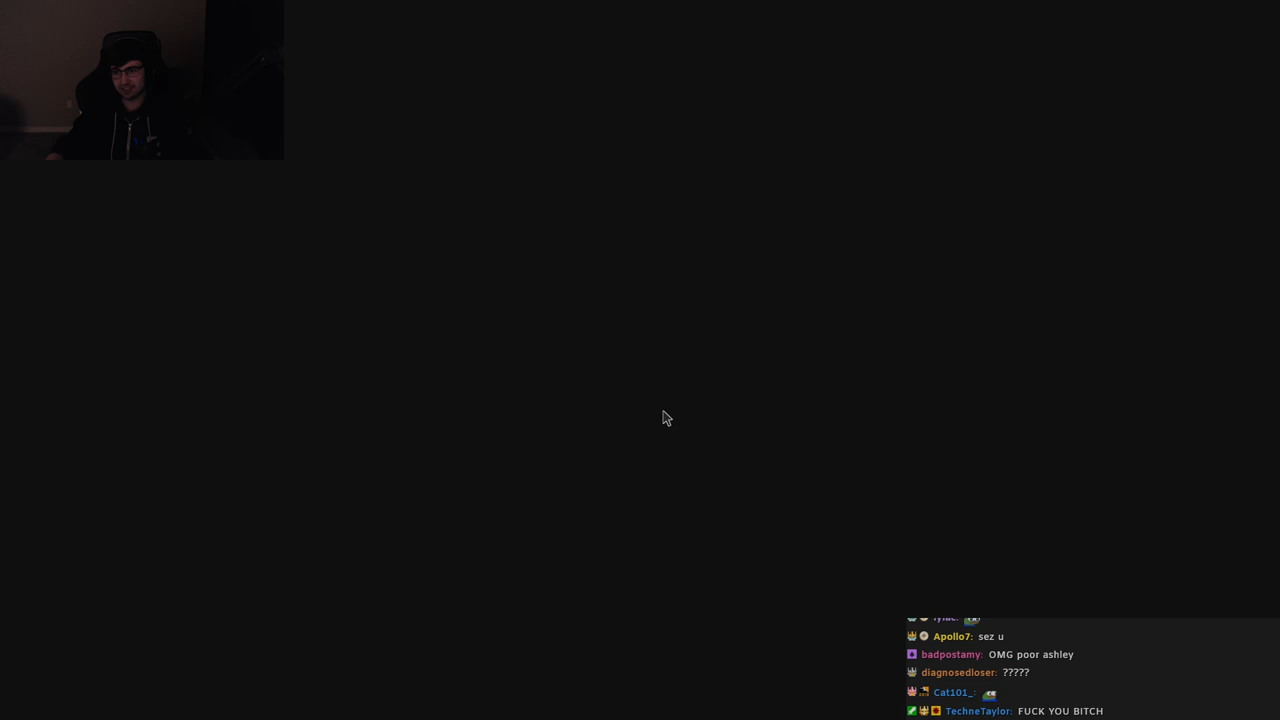 Apollo7: sez u
badpostamy: OMG poor ashley
diagnosedloser: ?????
Cat101_:
TechneTaylor: FUCK YOU BITCH